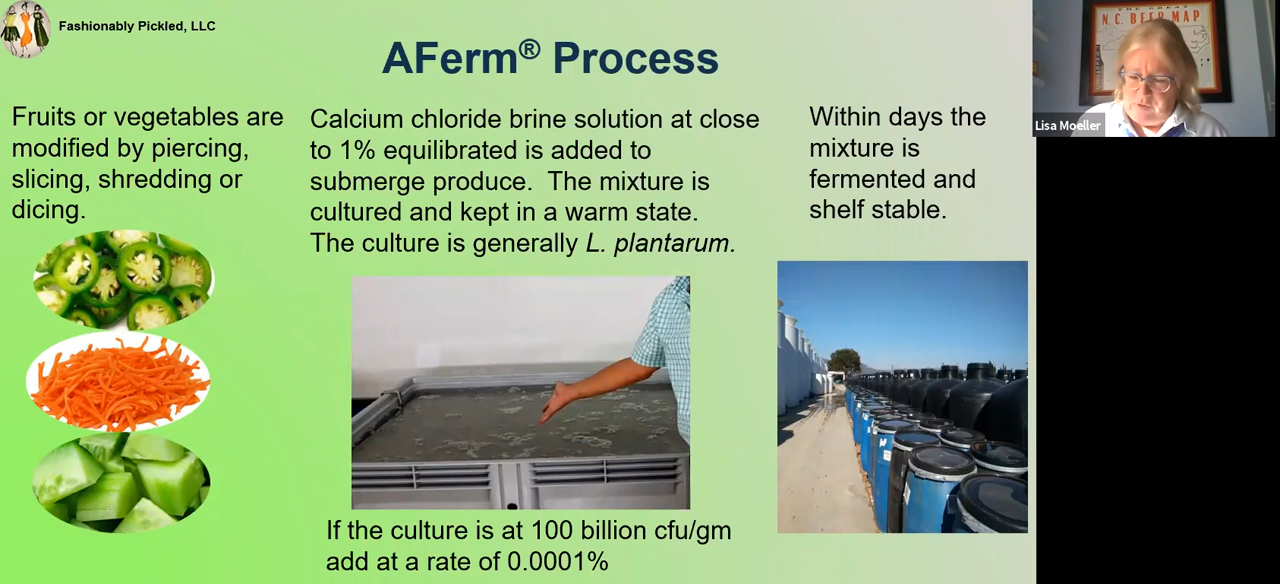 Fashionably Pickled, LLC
AFerm® Process
Fruits or vegetables are
modified by piercing,
slicing, shredding or
dicing.
Calcium chloride brine solution at close
to 1% equilibrated is added to
submerge produce.  The mixture is
cultured and kept in a warm state.
The culture is generally L. plantarum.
If the culture is at 100 billion cfu/gm
add at a rate of 0.0001%
Within days the
mixture is
fermented and
shelf stable.
THE GREAT
N.C. BEER MAP
Lisa Moeller